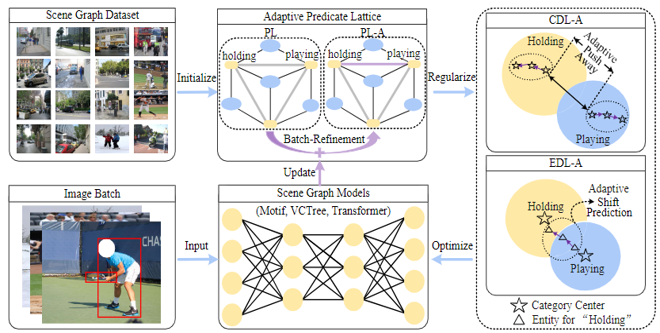 Scene Graph Dataset
Adaptive Predicate Lattice
CDL-A
PL
PL-A
holding
playing
holding
playing
Initialize
Regularize
Batch-Refinement
Update
Holding
Adaptive
Push
Away
Playing
EDL-A
Image Batch
Scene Graph Models
(Motif, VCTree, Transformer)
Input
Optimize
Holding
Adaptive
Shift
Prediction
Playing
Category Center
Entity for “Holding”
CHAS